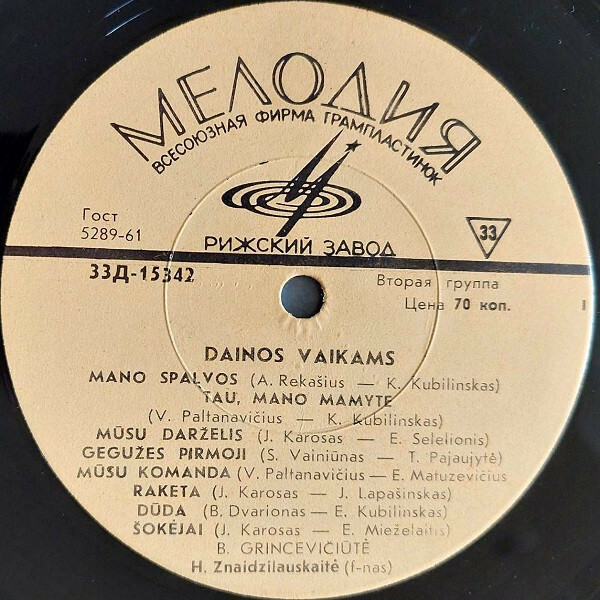 МЕЛОДИЯ
ВСЕСОЮЗНАЯ ФИРМА ГРАМПЛАСТИНОК
Гост
5289-61
РИЖСКИЙ ЗАВОД
33
33Д-15342
Вторая группа
Цена 70 коп.
DAINOS VAIKAMS
MANO SPALVOS (A. Rekašius — K. Kubilinskas)
TAU, MANO MAMYTE
(V. Paltanavičius — K. Kubilinskas)
MŪSU DARŽELIS (J. Karosas — E. Selelionis)
GEGUŽES PIRMOJI (S. Vainiūnas — T. Pajaujytė)
MŪSU KOMANDA (V. Paltanavičius — E. Matuzevičius
RAKETA (J. Karosas — J. Lapašinskas)
DŪDA (B. Dvarionas — E. Kubilinskas)
ŠOKĖJAI (J. Karosas — E. Mieželaitis)
B. GRINCEVIČIŪTĖ
H. Znaidzilauskaitė (f-nas)